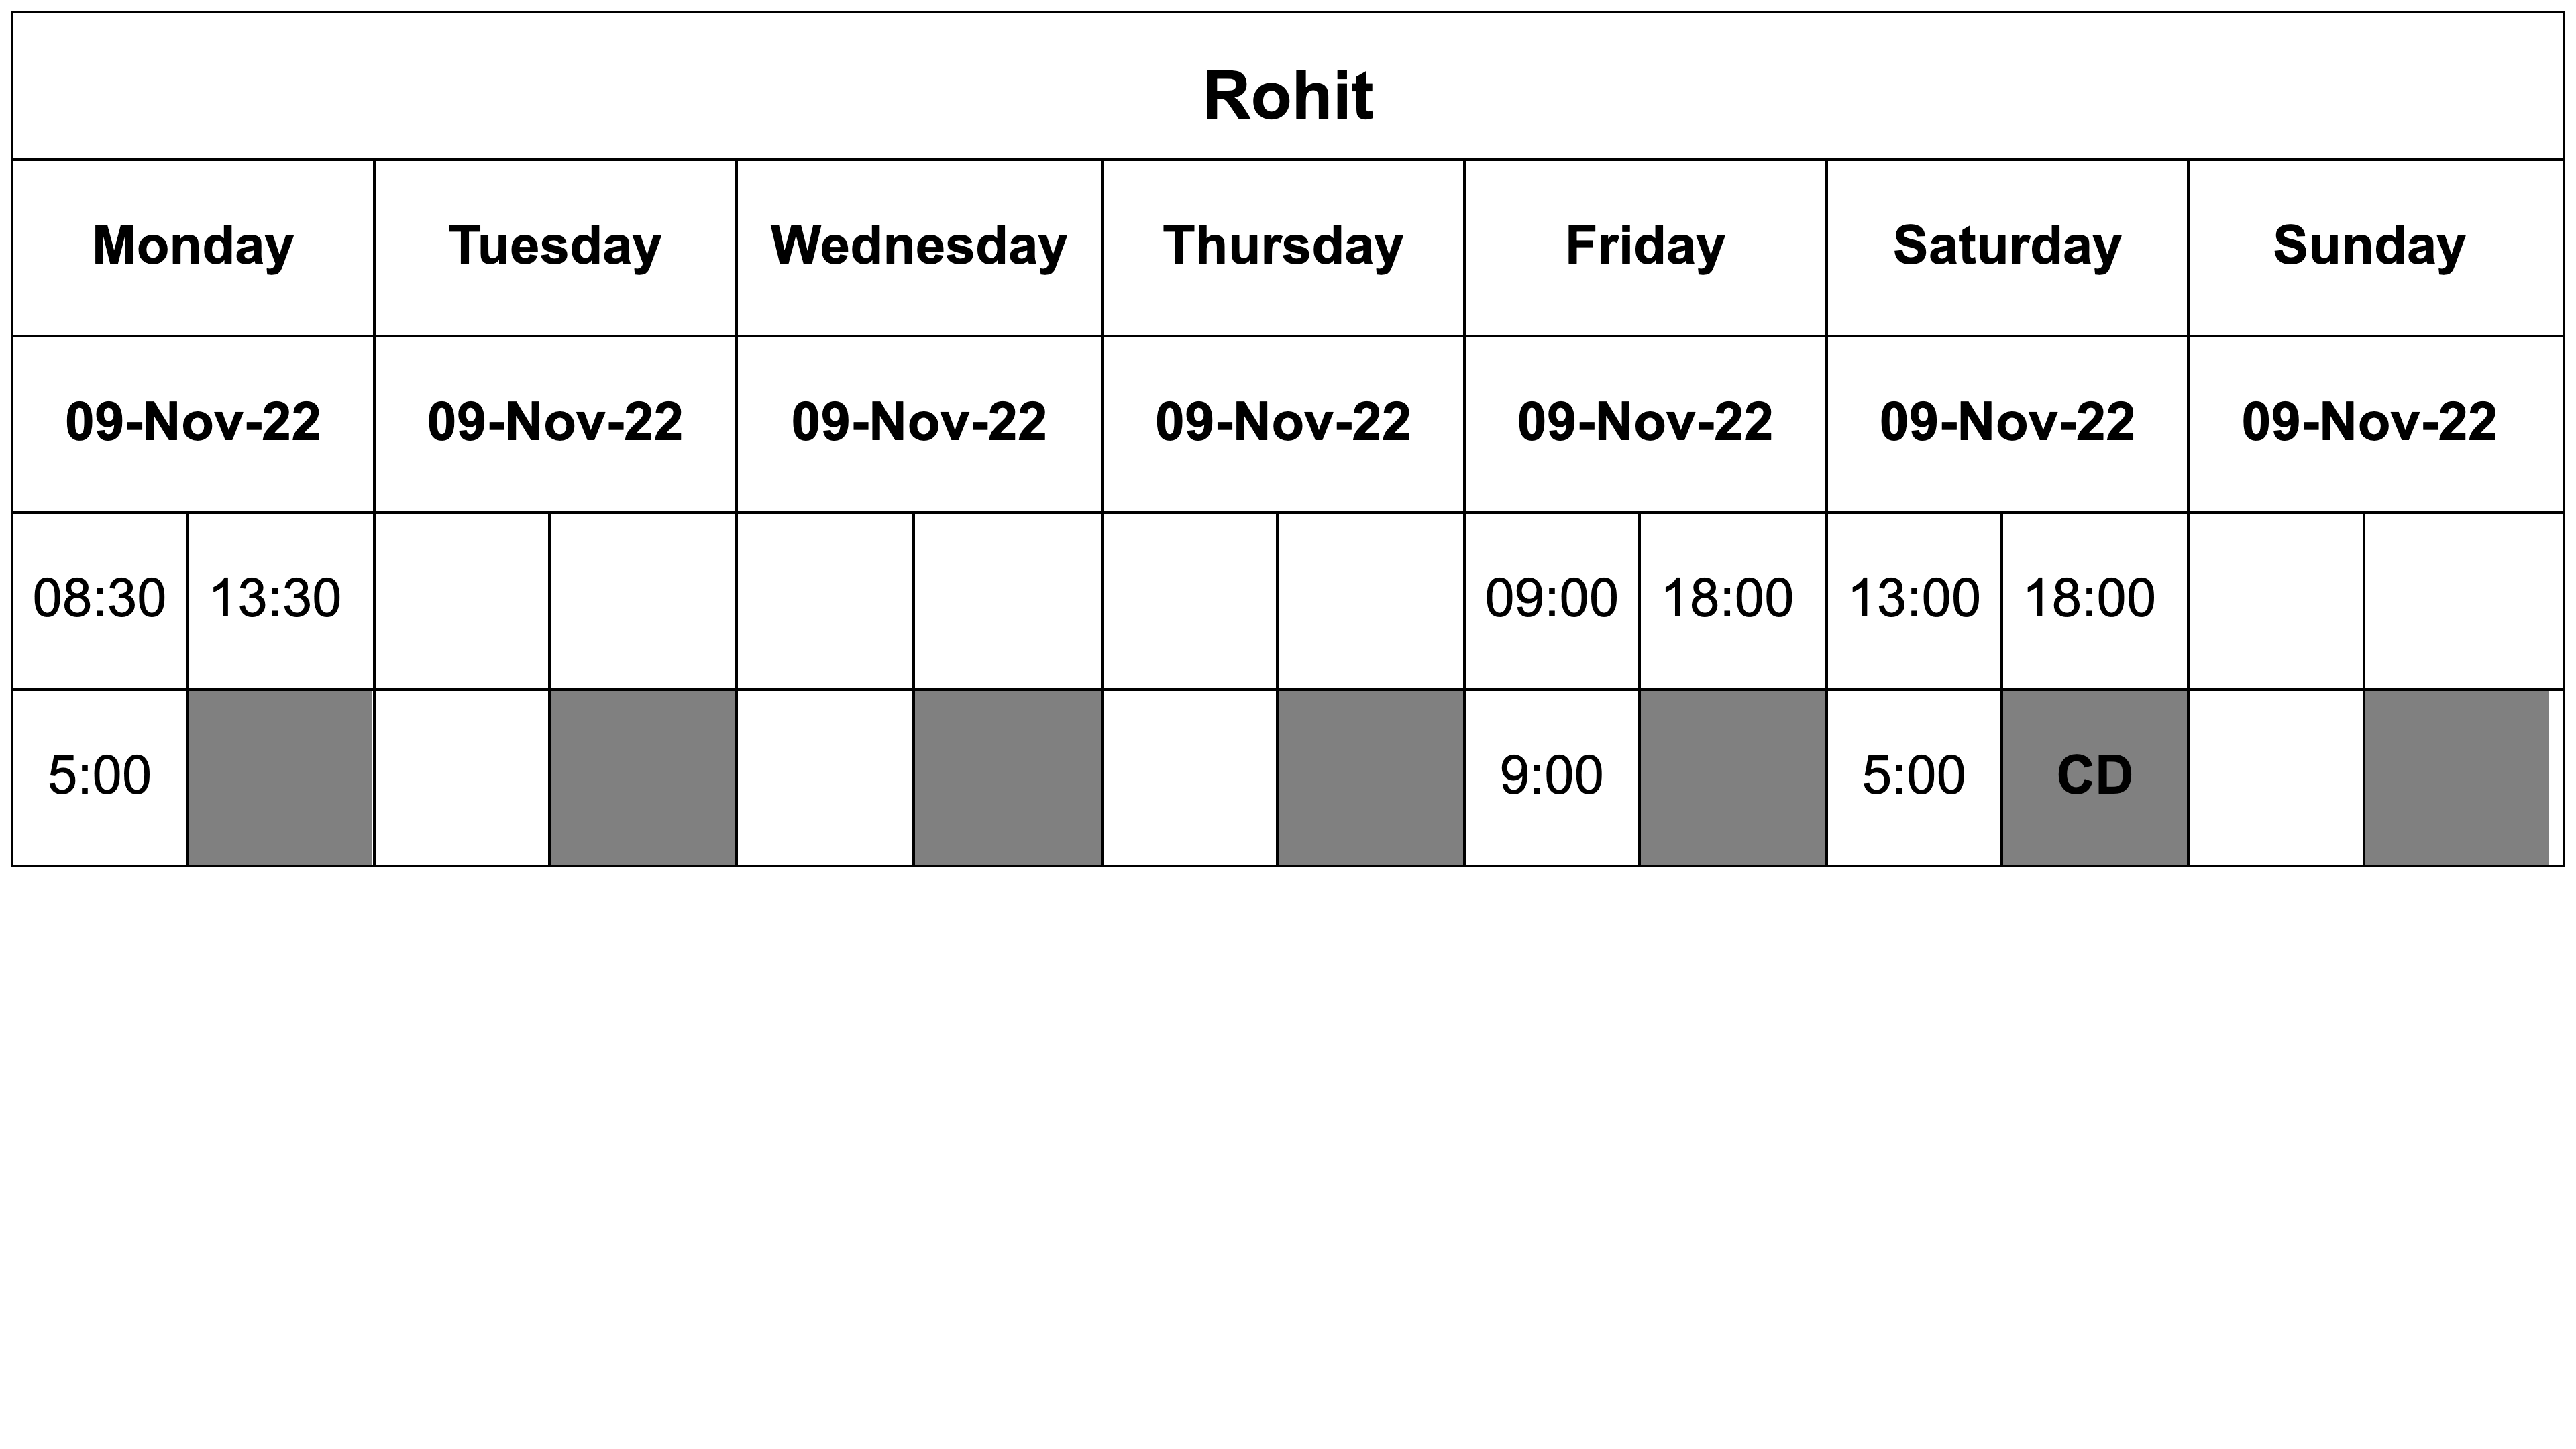 Rohit
Monday Tuesday Wednesday Thursday Friday Saturday Sunday
09-Nov-22 09-Nov-22 09-Nov-22 09-Nov-22 09-Nov-22 09-Nov-22 09-Nov-22
08:30 13:30 09:00 18:00 13:00 18:00
5:00 9:00 5:00 CD